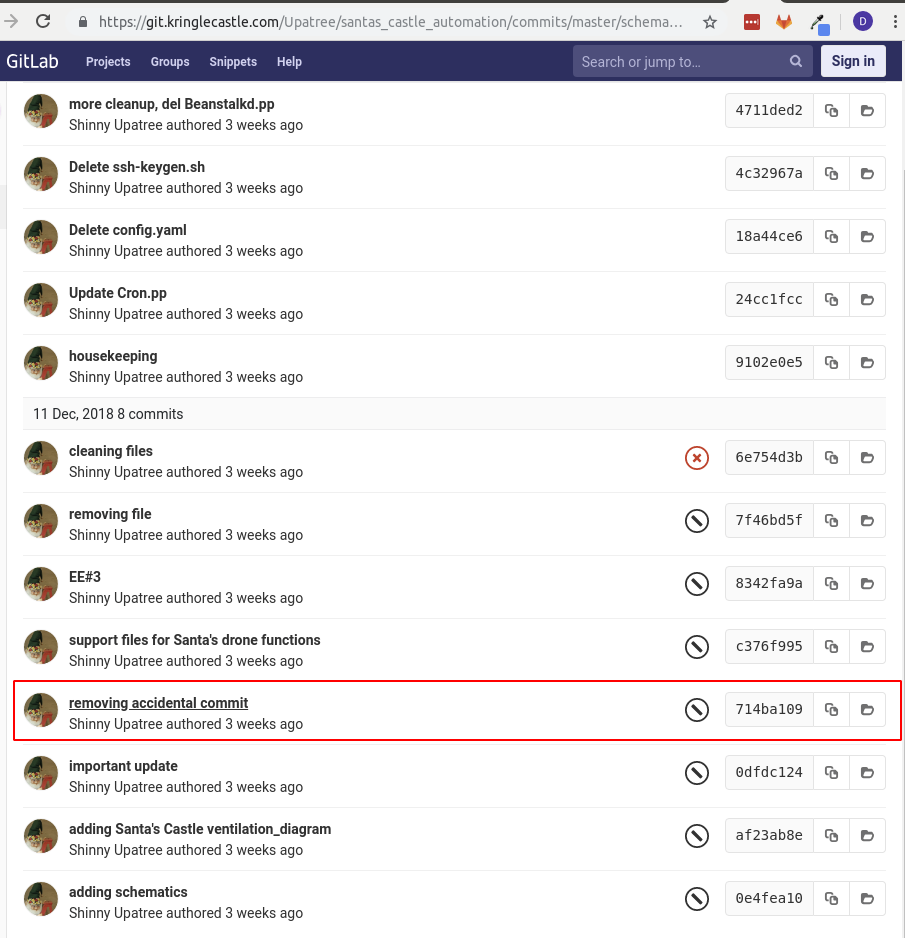 https://git.kringlecastle.com/Upatree/santas_castle_automation/commits/master/schema…
D
GitLab Projects Groups Snippets Help Search or jump to… Sign in
more cleanup, del Beanstalkd.pp
Shinny Upatree authored 3 weeks ago
4711ded2
Delete ssh-keygen.sh
Shinny Upatree authored 3 weeks ago
4c32967a
Delete config.yaml
Shinny Upatree authored 3 weeks ago
18a44ce6
Update Cron.pp
Shinny Upatree authored 3 weeks ago
24cc1fcc
housekeeping
Shinny Upatree authored 3 weeks ago
9102e0e5
11 Dec, 2018 8 commits
cleaning files
Shinny Upatree authored 3 weeks ago
6e754d3b
removing file
Shinny Upatree authored 3 weeks ago
7f46bd5f
EE#3
Shinny Upatree authored 3 weeks ago
8342fa9a
support files for Santa's drone functions
Shinny Upatree authored 3 weeks ago
c376f995
removing accidental commit
Shinny Upatree authored 3 weeks ago
714ba109
important update
Shinny Upatree authored 3 weeks ago
0dfdc124
adding Santa's Castle ventilation_diagram
Shinny Upatree authored 3 weeks ago
af23ab8e
adding schematics
Shinny Upatree authored 3 weeks ago
0e4fea10